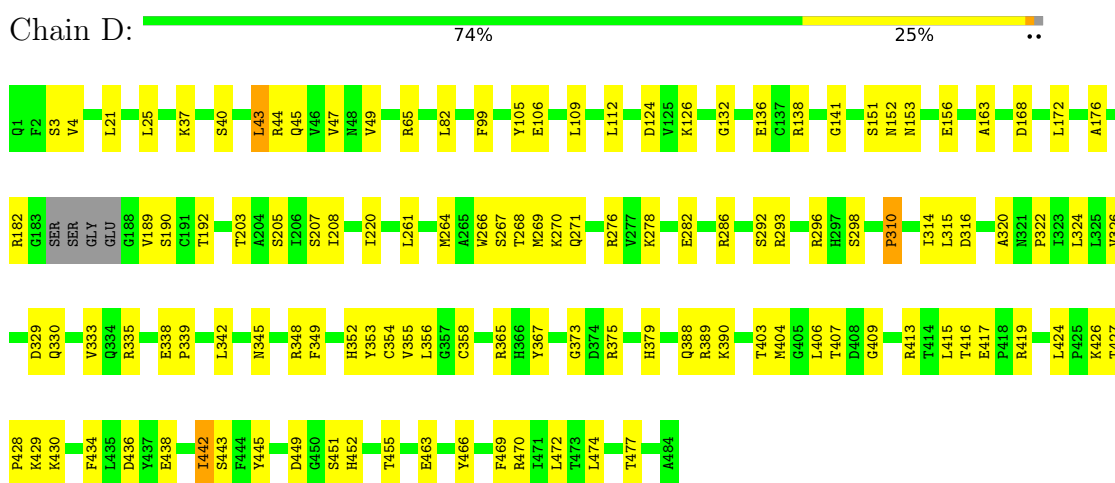 Chain D:
74% 25% ••
Q1 F2 S3 V4 L21 L25 K37 S40 L43 R44 Q45 V46 V47 N48 V49 R65 L82 F99 Y105 E106 L109 L112 D124 V125 K126 G132 E136 C137 R138 G141 S151 N152 N153 E156 A163 D168 L172 A176
R182 G183 SER SER GLY GLU G188 V189 S190 C191 T192 T203 A204 S205 I206 S207 I208 I220 L261 M264 A265 W266 S267 T268 M269 K270 Q271 R276 V277 K278 E282 R286 S292 R293 R296 H297 S298 P310 I314 L315 D316 A320 N321 P322 I323 L324 L325 V326
D329 Q330 V333 Q334 R335 E338 P339 L342 N345 R348 F349 H352 Y353 C354 V355 L356 G357 C358 R365 H366 Y367 G373 D374 R375 H379 Q388 R389 K390 T403 M404 G405 L406 T407 D408 G409 R413 T414 L415 T416 E417 P418 R419 L424 P425 K426 T427
P428 K429 K430 F434 L435 D436 Y437 E438 I442 S443 F444 Y445 D449 G450 S451 H452 T455 E463 Y466 F469 R470 I471 L472 T473 L474 T477 A484